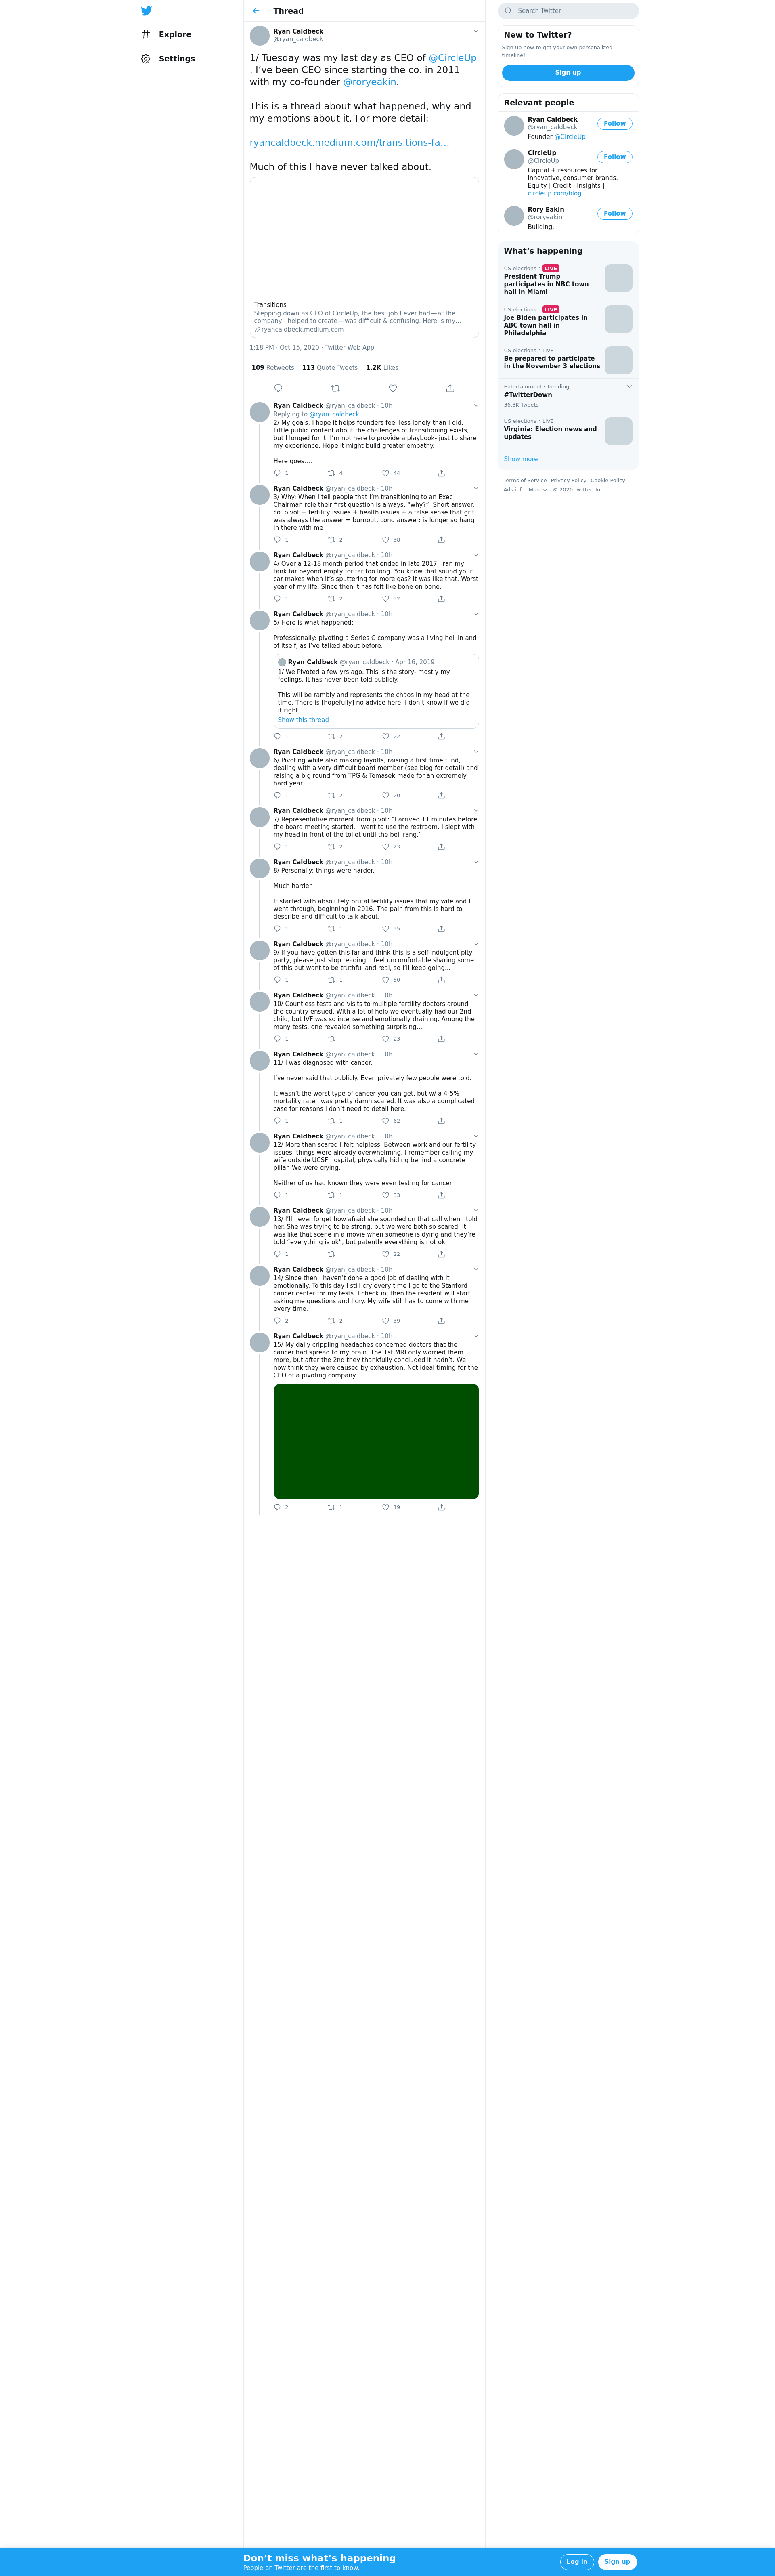 Explore
Settings
Thread
Ryan Caldbeck
@ryan_caldbeck
1/ Tuesday was my last day as CEO of @CircleUp
. I’ve been CEO since starting the co. in 2011
with my co-founder @roryeakin.
This is a thread about what happened, why and
my emotions about it. For more detail:
ryancaldbeck.medium.com/transitions-fa…
Much of this I have never talked about.
Transitions
Stepping down as CEO of CircleUp, the best job I ever had — at the
company I helped to create — was difficult & confusing. Here is my…
ryancaldbeck.medium.com
1:18 PM · Oct 15, 2020 · Twitter Web App
109 Retweets 113 Quote Tweets 1.2K Likes
Ryan Caldbeck @ryan_caldbeck · 10h
Replying to @ryan_caldbeck
2/ My goals: I hope it helps founders feel less lonely than I did.
Little public content about the challenges of transitioning exists,
but I longed for it. I’m not here to provide a playbook- just to share
my experience. Hope it might build greater empathy.
Here goes….
1 4 44
Ryan Caldbeck @ryan_caldbeck · 10h
3/ Why: When I tell people that I’m transitioning to an Exec
Chairman role their first question is always: “why?” Short answer:
co. pivot + fertility issues + health issues + a false sense that grit
was always the answer = burnout. Long answer: is longer so hang
in there with me
1 2 38
Ryan Caldbeck @ryan_caldbeck · 10h
4/ Over a 12-18 month period that ended in late 2017 I ran my
tank far beyond empty for far too long. You know that sound your
car makes when it’s sputtering for more gas? It was like that. Worst
year of my life. Since then it has felt like bone on bone.
1 2 32
Ryan Caldbeck @ryan_caldbeck · 10h
5/ Here is what happened:
Professionally: pivoting a Series C company was a living hell in and
of itself, as I’ve talked about before.
Ryan Caldbeck @ryan_caldbeck · Apr 16, 2019
1/ We Pivoted a few yrs ago. This is the story- mostly my
feelings. It has never been told publicly.
This will be rambly and represents the chaos in my head at the
time. There is [hopefully] no advice here. I don’t know if we did
it right.
Show this thread
1 2 22
Ryan Caldbeck @ryan_caldbeck · 10h
6/ Pivoting while also making layoffs, raising a first time fund,
dealing with a very difficult board member (see blog for detail) and
raising a big round from TPG & Temasek made for an extremely
hard year.
1 2 20
Ryan Caldbeck @ryan_caldbeck · 10h
7/ Representative moment from pivot: “I arrived 11 minutes before
the board meeting started. I went to use the restroom. I slept with
my head in front of the toilet until the bell rang.”
1 2 23
Ryan Caldbeck @ryan_caldbeck · 10h
8/ Personally: things were harder.
Much harder.
It started with absolutely brutal fertility issues that my wife and I
went through, beginning in 2016. The pain from this is hard to
describe and difficult to talk about.
1 1 35
Ryan Caldbeck @ryan_caldbeck · 10h
9/ If you have gotten this far and think this is a self-indulgent pity
party, please just stop reading. I feel uncomfortable sharing some
of this but want to be truthful and real, so I’ll keep going…
1 1 50
Ryan Caldbeck @ryan_caldbeck · 10h
10/ Countless tests and visits to multiple fertility doctors around
the country ensued. With a lot of help we eventually had our 2nd
child, but IVF was so intense and emotionally draining. Among the
many tests, one revealed something surprising…
1 23
Ryan Caldbeck @ryan_caldbeck · 10h
11/ I was diagnosed with cancer.
I’ve never said that publicly. Even privately few people were told.
It wasn’t the worst type of cancer you can get, but w/ a 4-5%
mortality rate I was pretty damn scared. It was also a complicated
case for reasons I don’t need to detail here.
1 1 62
Ryan Caldbeck @ryan_caldbeck · 10h
12/ More than scared I felt helpless. Between work and our fertility
issues, things were already overwhelming. I remember calling my
wife outside UCSF hospital, physically hiding behind a concrete
pillar. We were crying.
Neither of us had known they were even testing for cancer
1 1 33
Ryan Caldbeck @ryan_caldbeck · 10h
13/ I’ll never forget how afraid she sounded on that call when I told
her. She was trying to be strong, but we were both so scared. It
was like that scene in a movie when someone is dying and they’re
told “everything is ok”, but patently everything is not ok.
1 22
Ryan Caldbeck @ryan_caldbeck · 10h
14/ Since then I haven’t done a good job of dealing with it
emotionally. To this day I still cry every time I go to the Stanford
cancer center for my tests. I check in, then the resident will start
asking me questions and I cry. My wife still has to come with me
every time.
2 2 39
Ryan Caldbeck @ryan_caldbeck · 10h
15/ My daily crippling headaches concerned doctors that the
cancer had spread to my brain. The 1st MRI only worried them
more, but after the 2nd they thankfully concluded it hadn’t. We
now think they were caused by exhaustion: Not ideal timing for the
CEO of a pivoting company.
2 1 19
Search Twitter
New to Twitter?
Sign up now to get your own personalized
timeline!
Sign up
Relevant people
Ryan Caldbeck
@ryan_caldbeck
Follow
Founder @CircleUp
CircleUp
@CircleUp
Follow
Capital + resources for
innovative, consumer brands.
Equity | Credit | Insights |
circleup.com/blog
Rory Eakin
@roryeakin
Follow
Building.
What’s happening
US elections · LIVE
President Trump
participates in NBC town
hall in Miami
US elections · LIVE
Joe Biden participates in
ABC town hall in
Philadelphia
US elections · LIVE
Be prepared to participate
in the November 3 elections
Entertainment · Trending
#TwitterDown
36.3K Tweets
US elections · LIVE
Virginia: Election news and
updates
Show more
Terms of Service Privacy Policy Cookie Policy
Ads info More © 2020 Twitter, Inc.
Don’t miss what’s happening
People on Twitter are the first to know.
Log in
Sign up